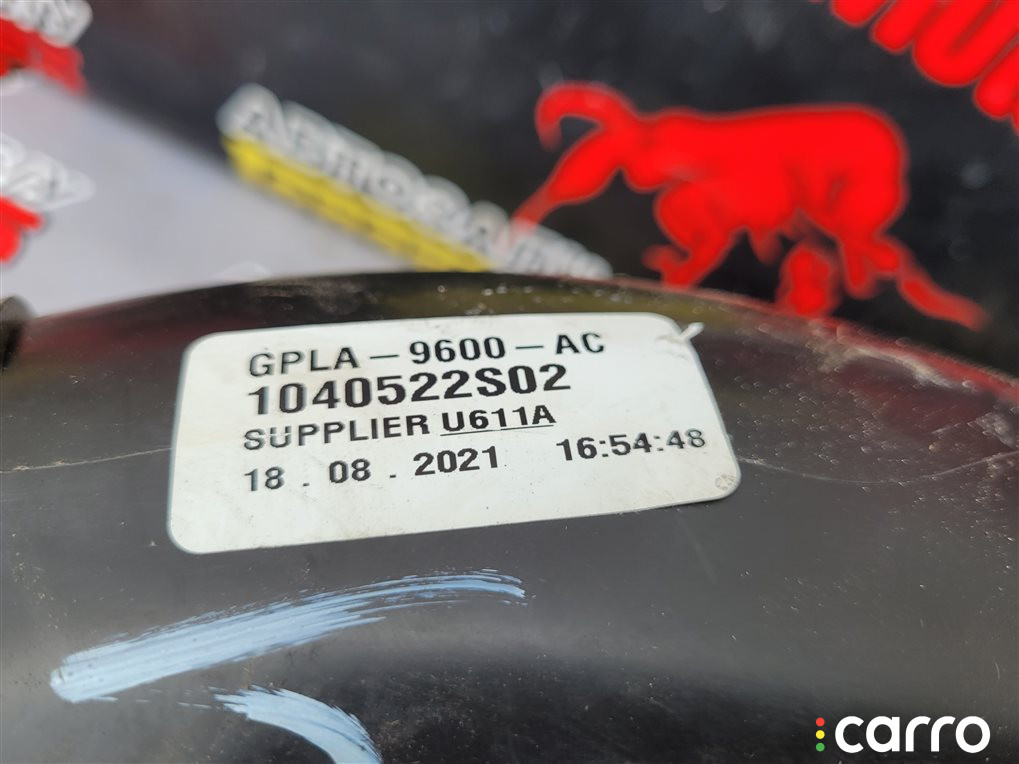 GPLA-9600-AC
1040522S02
SUPPLIER U611A
18 . 08 . 2021 16:54:48
carro